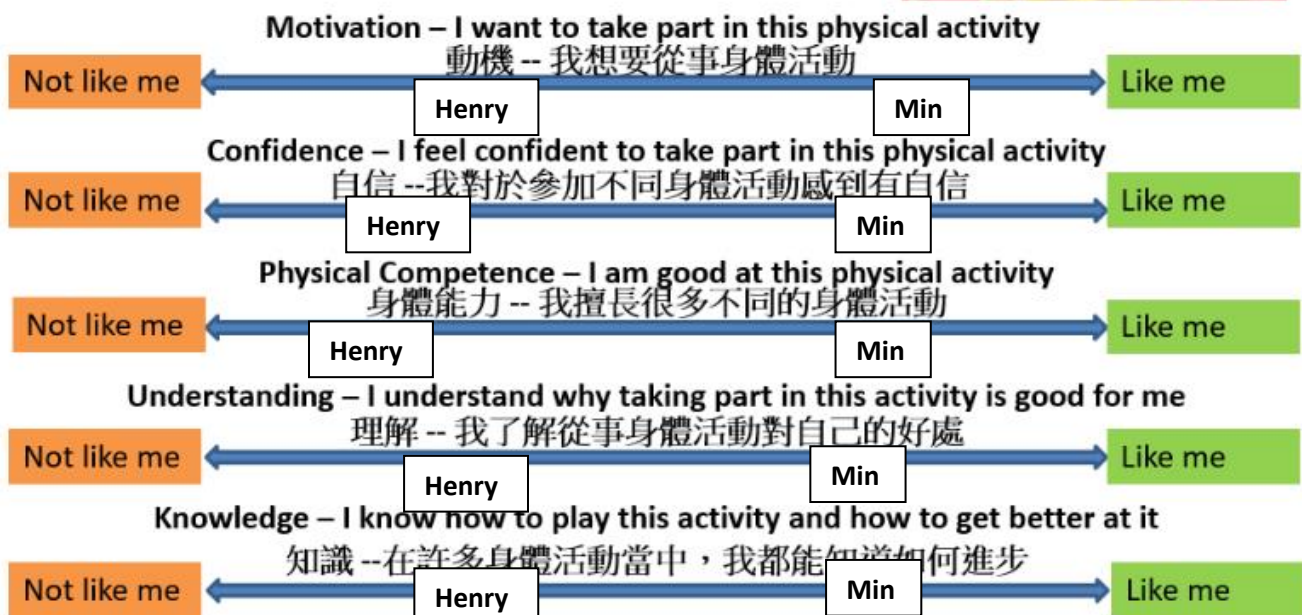 Motivation – I want to take part in this physical activity
動機 -- 我想要從事身體活動
Not like me
Like me
Henry
Min
Confidence – I feel confident to take part in this physical activity
自信 --我對於參加不同身體活動感到有自信
Not like me
Like me
Henry
Min
Physical Competence – I am good at this physical activity
身體能力 -- 我擅長很多不同的身體活動
Not like me
Like me
Henry
Min
Understanding – I understand why taking part in this activity is good for me
理解 -- 我了解從事身體活動對自己的好處
Not like me
Like me
Henry
Min
Knowledge – I know how to play this activity and how to get better at it
知識 --在許多身體活動當中，我都能知道如何進步
Not like me
Like me
Henry
Min